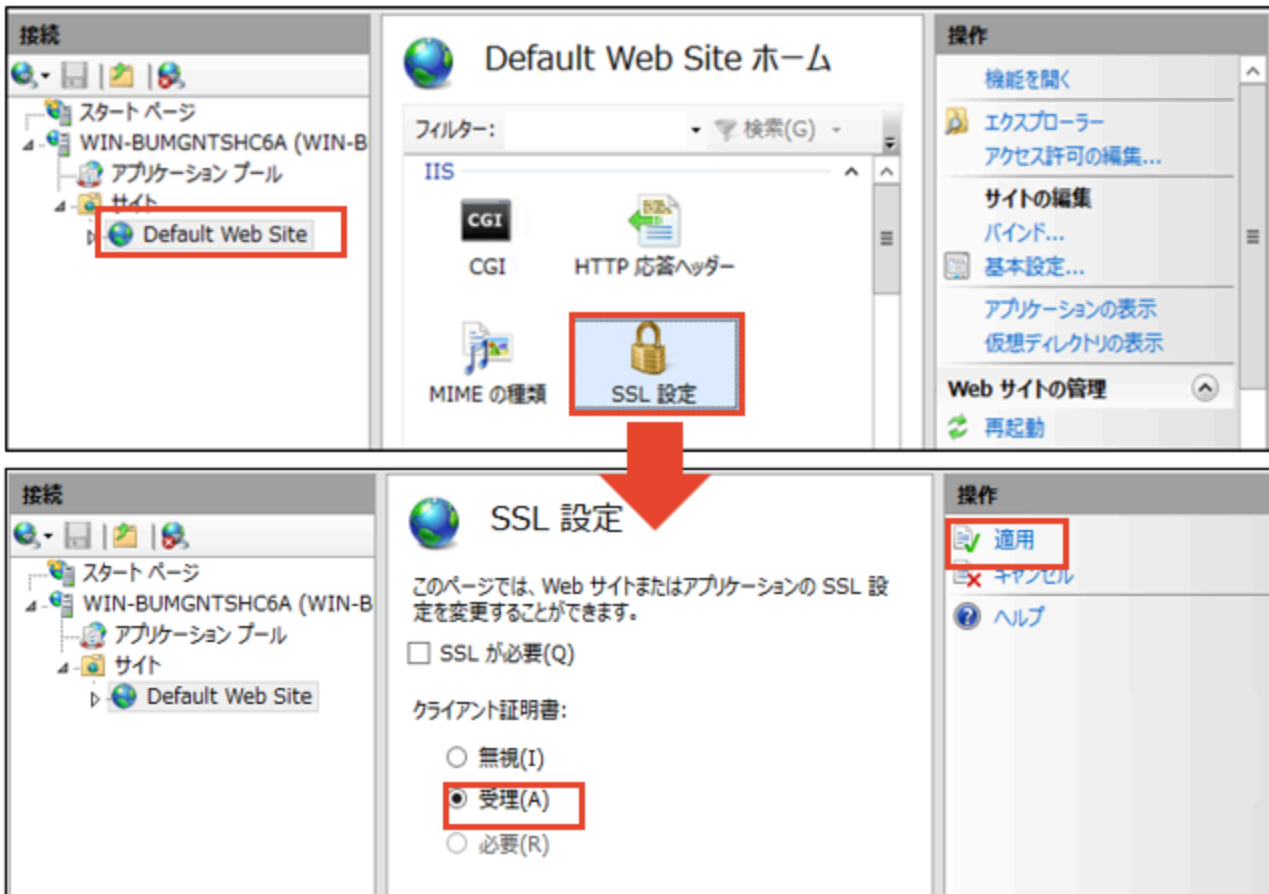 接続
スタート ページ
WIN-BUMGNTSHC6A (WIN-B
アプリケーション プール
サイト
Default Web Site
Default Web Site ホーム
フィルター:
検索(G)
IIS
CGI
CGI
HTTP 応答ヘッダー
MIME の種類
SSL 設定
操作
機能を開く
エクスプローラー
アクセス許可の編集...
サイトの編集
バインド...
基本設定...
アプリケーションの表示
仮想ディレクトリの表示
Web サイトの管理
再起動
接続
スタート ページ
WIN-BUMGNTSHC6A (WIN-B
アプリケーション プール
サイト
Default Web Site
SSL 設定
このページでは、Web サイトまたはアプリケーションの SSL 設
定を変更することができます。
SSL が必要(Q)
クライアント証明書:
無視(I)
受理(A)
必要(R)
操作
適用
キャンセル
ヘルプ